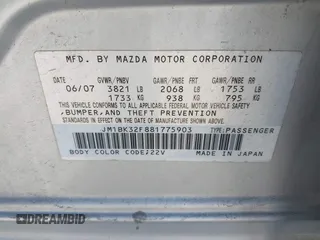 MFD. BY MAZDA MOTOR CORPORATION
GVWR/PNBV GAWR/PNBE FR GAWR/PNBE RR
06/07 3821 LB 2068 LB 1753 LB
1733 KG 938 KG 795 KG
THIS VEHICLE CONFORMS TO ALL APPLICABLE FEDERAL MOTOR VEHICLE SAFETY
, BUMPER, AND THEFT PREVENTION
STANDARDS IN EFFECT ON THE DATE OF MANUFACTURE SHOWN ABOVE
JM1BK32F881775903 TYPE:PASSENGER
BODY COLOR CODE/22V MADE IN JAPAN
DREAMBID